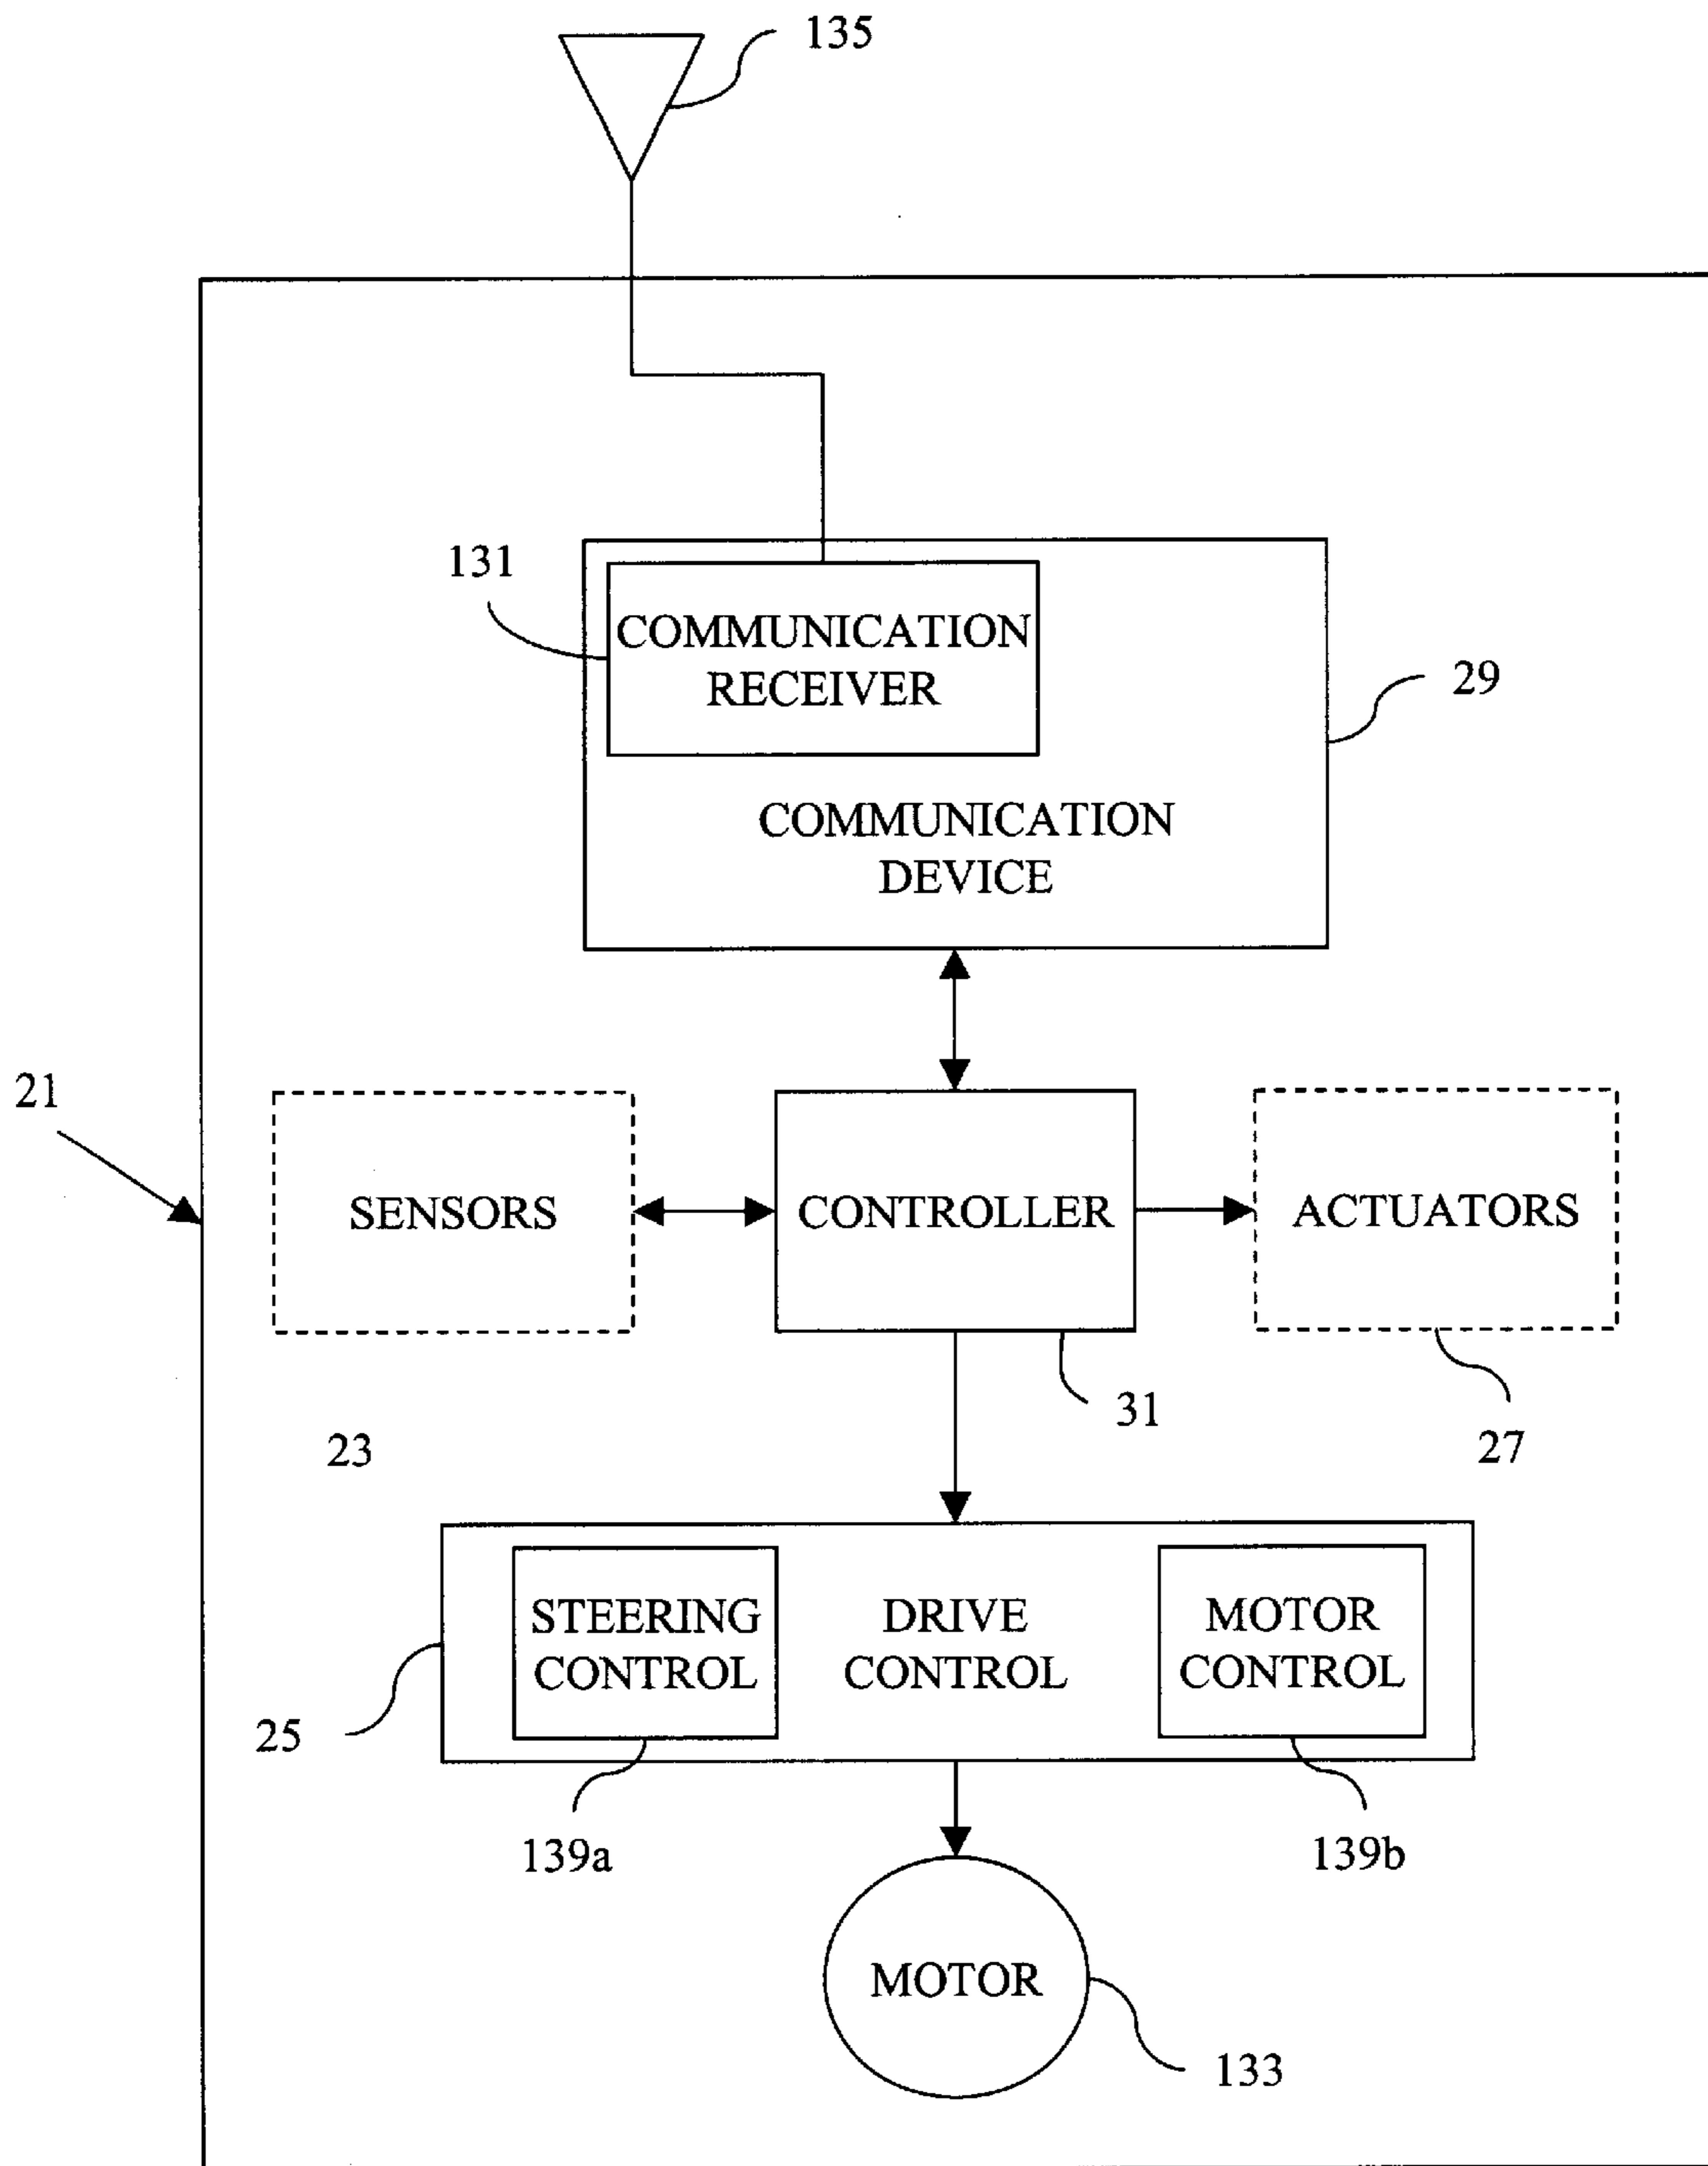 135
131
COMMUNICATION
RECEIVER
29
COMMUNICATION
DEVICE
21
SENSORS
CONTROLLER
ACTUATORS
31
23
27
STEERING
CONTROL
DRIVE
CONTROL
MOTOR
CONTROL
25
139a
139b
MOTOR
133